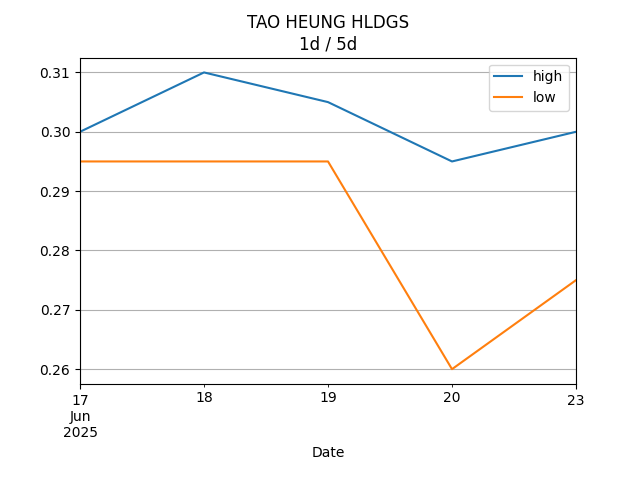 TAO HEUNG HLDGS
1d / 5d
high
low
0.31
0.30
0.29
0.28
0.27
0.26
17 18 19 20 23
Jun
2025
Date